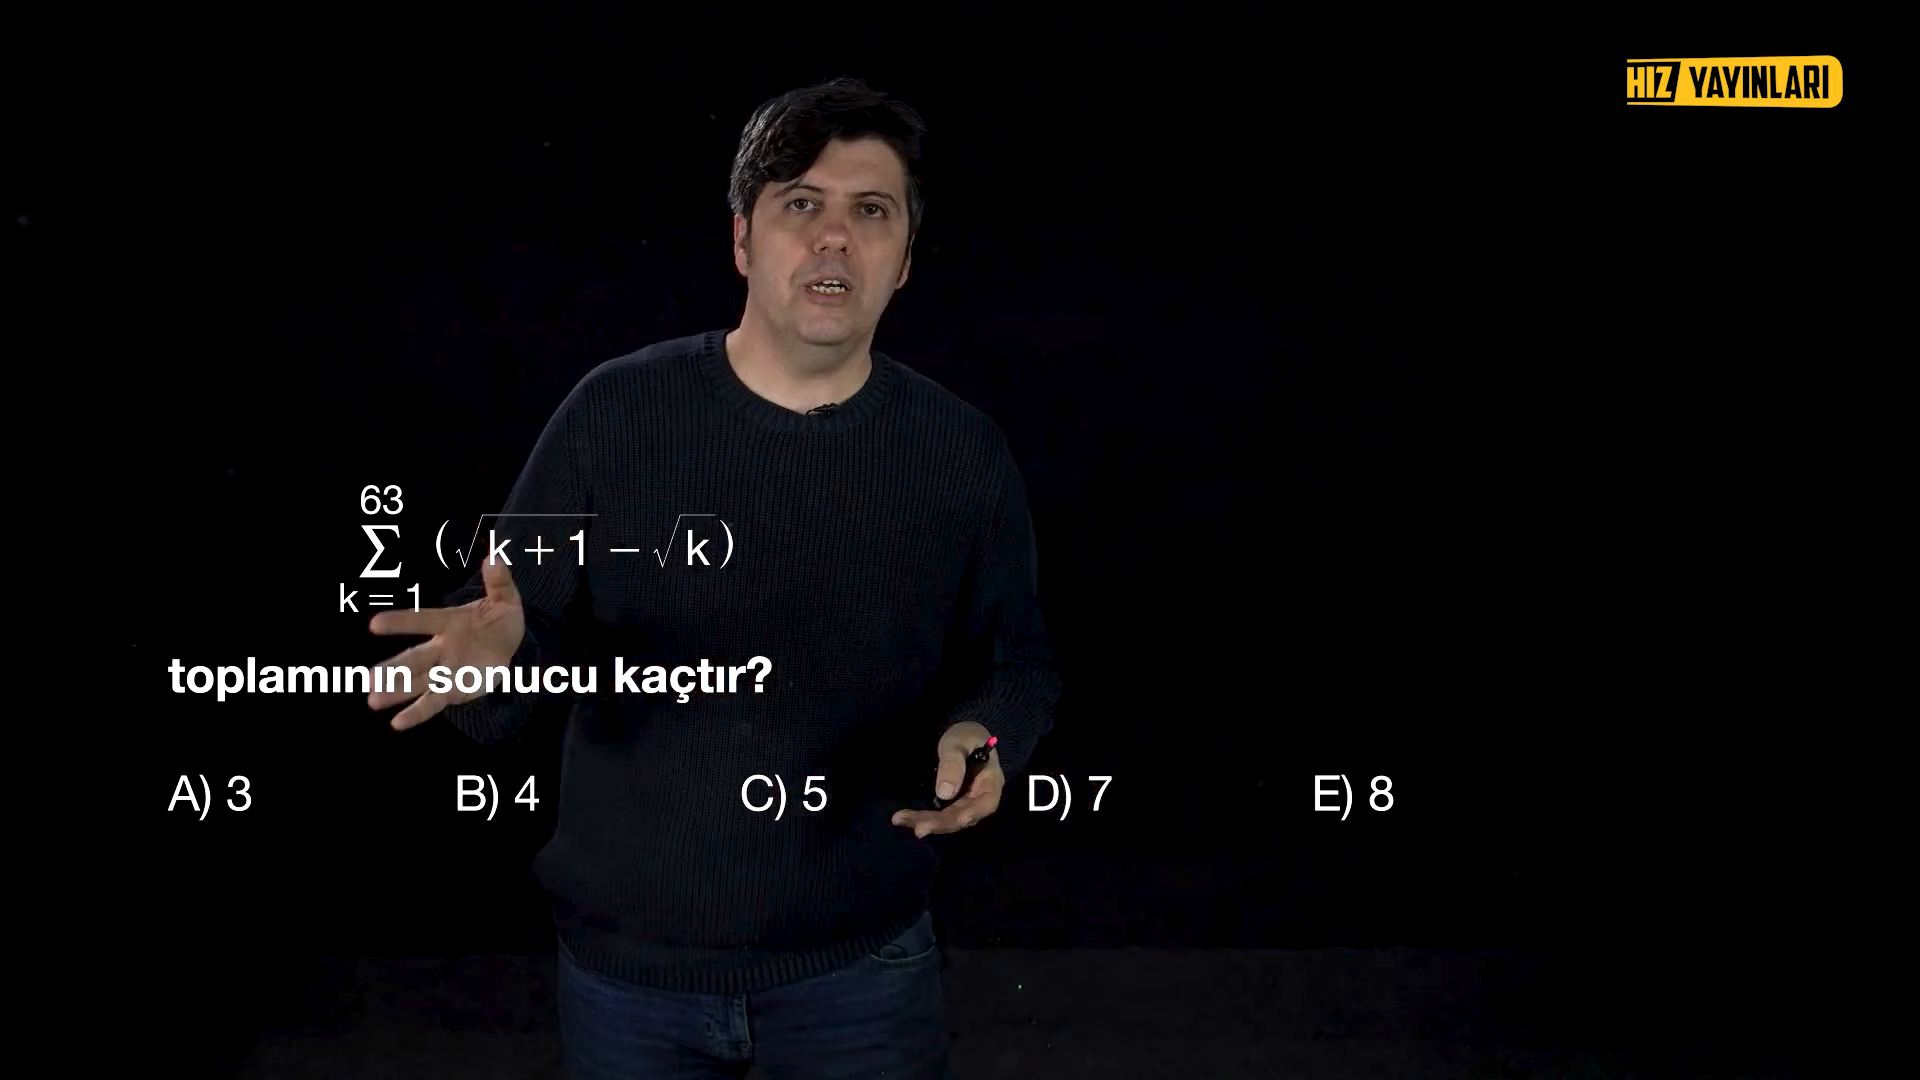 HIZ YAYINLARI
63
Σ (√k + 1 − √k)
k = 1
toplamının sonucu kaçtır?
A) 3 B) 4 C) 5 D) 7 E) 8